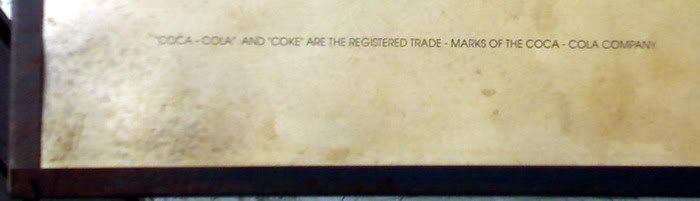 "COCA - COLA" AND "COKE" ARE THE REGISTERED TRADE - MARKS OF THE COCA - COLA COMPANY